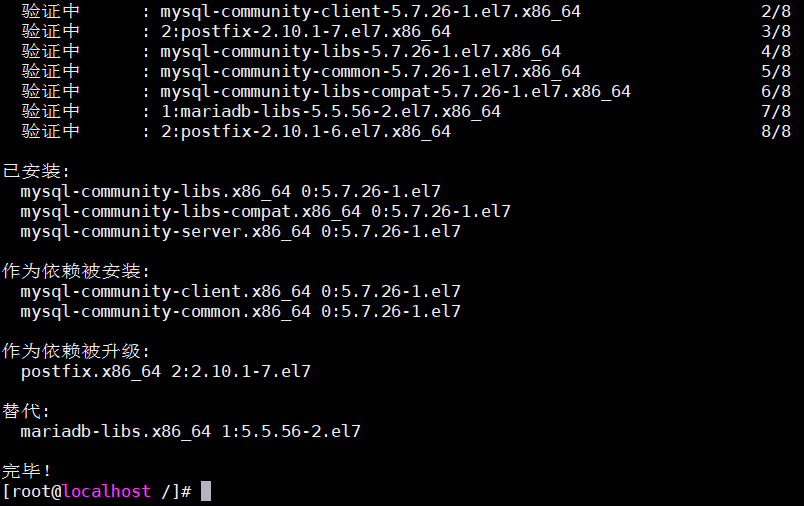 验证中 : mysql-community-client-5.7.26-1.el7.x86_64 2/8
验证中 : 2:postfix-2.10.1-7.el7.x86_64 3/8
验证中 : mysql-community-libs-5.7.26-1.el7.x86_64 4/8
验证中 : mysql-community-common-5.7.26-1.el7.x86_64 5/8
验证中 : mysql-community-libs-compat-5.7.26-1.el7.x86_64 6/8
验证中 : 1:mariadb-libs-5.5.56-2.el7.x86_64 7/8
验证中 : 2:postfix-2.10.1-6.el7.x86_64 8/8
已安装:
mysql-community-libs.x86_64 0:5.7.26-1.el7
mysql-community-libs-compat.x86_64 0:5.7.26-1.el7
mysql-community-server.x86_64 0:5.7.26-1.el7
作为依赖被安装:
mysql-community-client.x86_64 0:5.7.26-1.el7
mysql-community-common.x86_64 0:5.7.26-1.el7
作为依赖被升级:
postfix.x86_64 2:2.10.1-7.el7
替代:
mariadb-libs.x86_64 1:5.5.56-2.el7
完毕！
[root@localhost /]#